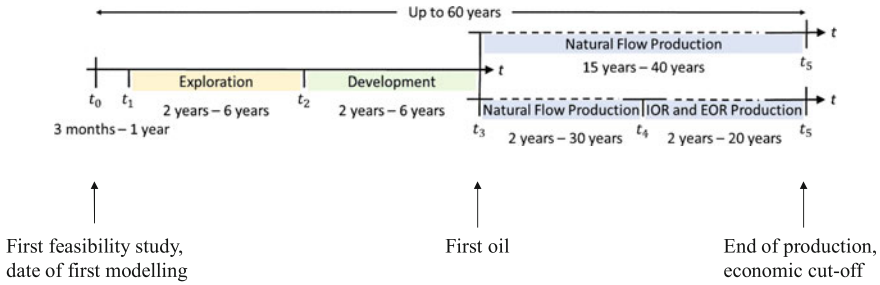 Up to 60 years
t
Natural Flow Production
t₅
15 years – 40 years
t
Exploration
Development
t₀ t₁ t₂
2 years – 6 years
2 years – 6 years
3 months – 1 year
t
Natural Flow Production
IOR and EOR Production
t₃ t₄ t₅
2 years – 30 years
2 years – 20 years
First feasibility study,
date of first modelling
First oil
End of production,
economic cut-off